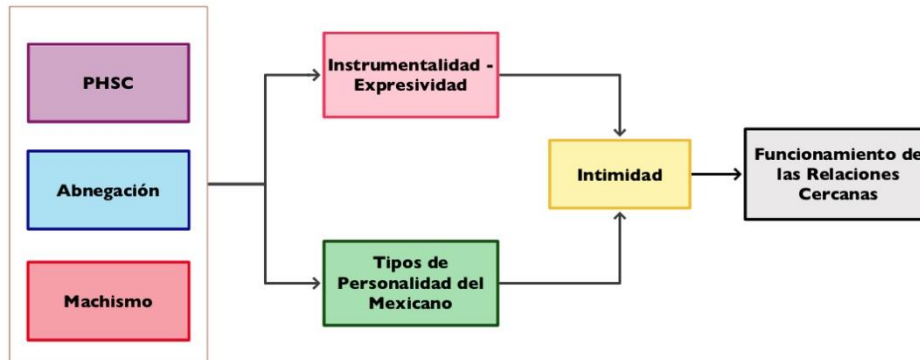 PHSC
Abnegación
Machismo
Instrumentalidad -
Expresividad
Tipos de
Personalidad del
Mexicano
Intimidad
Funcionamiento de
las Relaciones
Cercanas